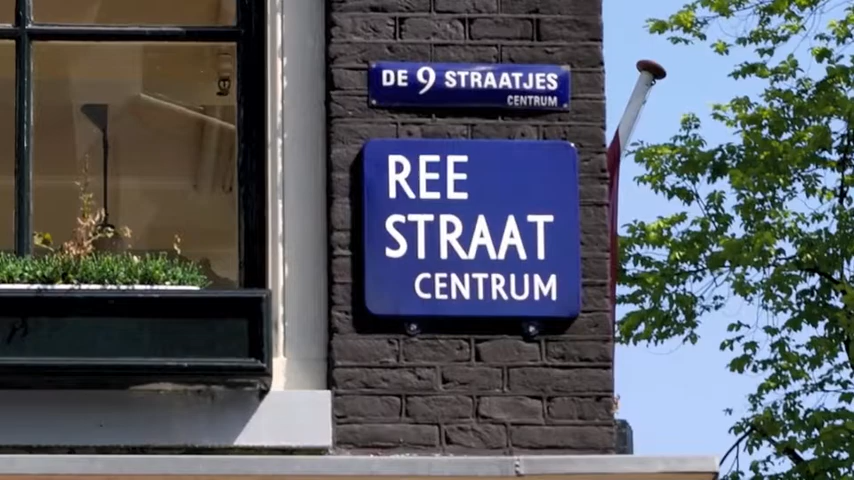 DE 9 STRAATJES
CENTRUM
REE
STRAAT
CENTRUM